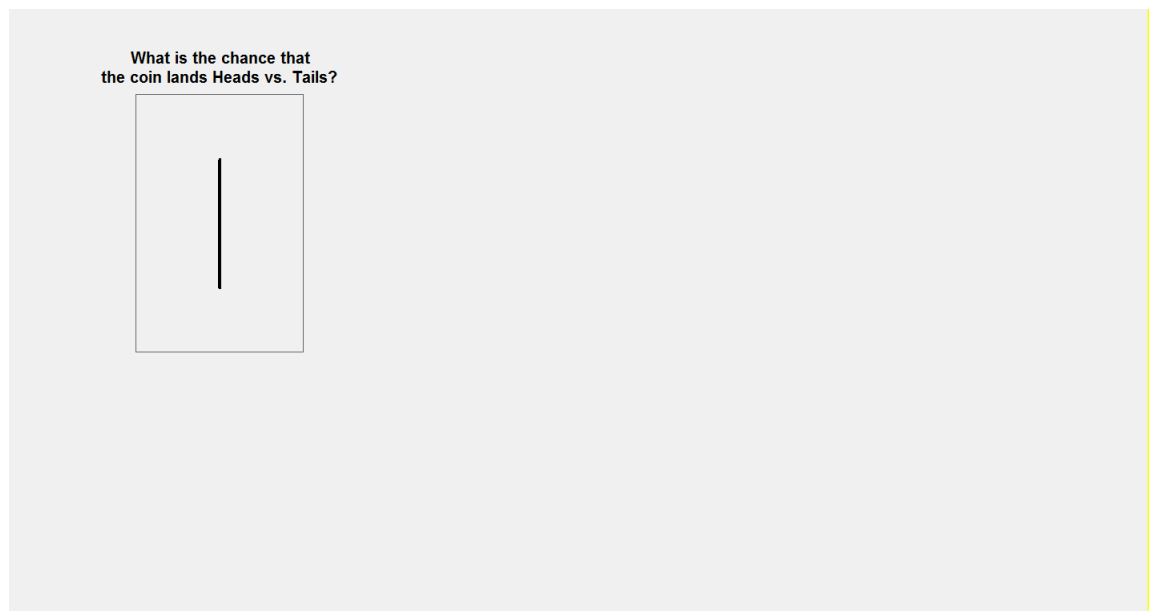 What is the chance that
the coin lands Heads vs. Tails?